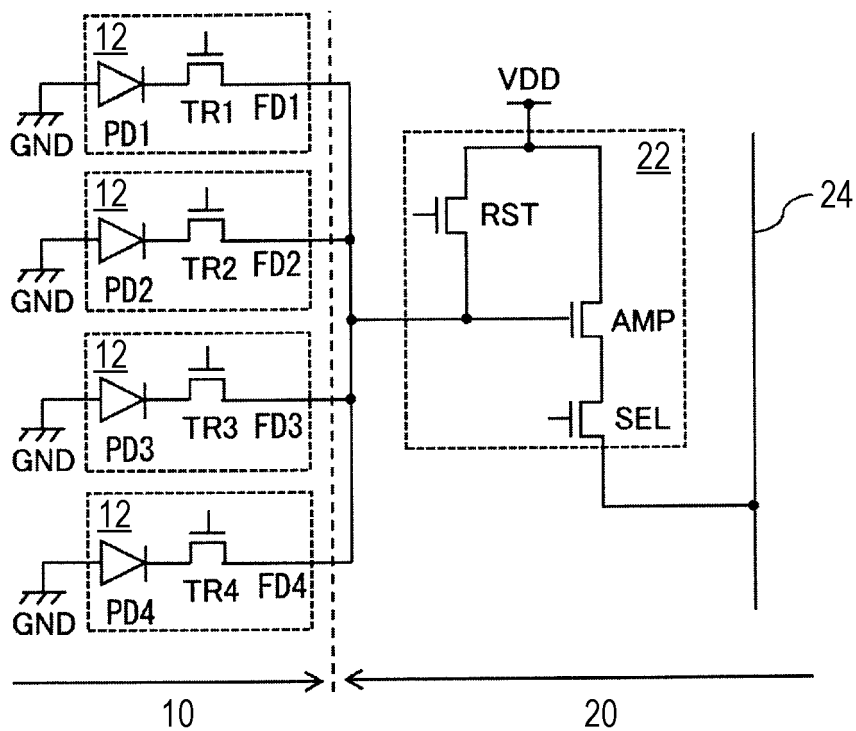 12
GND
PD1
TR1
FD1
12
GND
PD2
TR2
FD2
12
GND
PD3
TR3
FD3
12
GND
PD4
TR4
FD4
VDD
22
RST
AMP
SEL
24
10
20